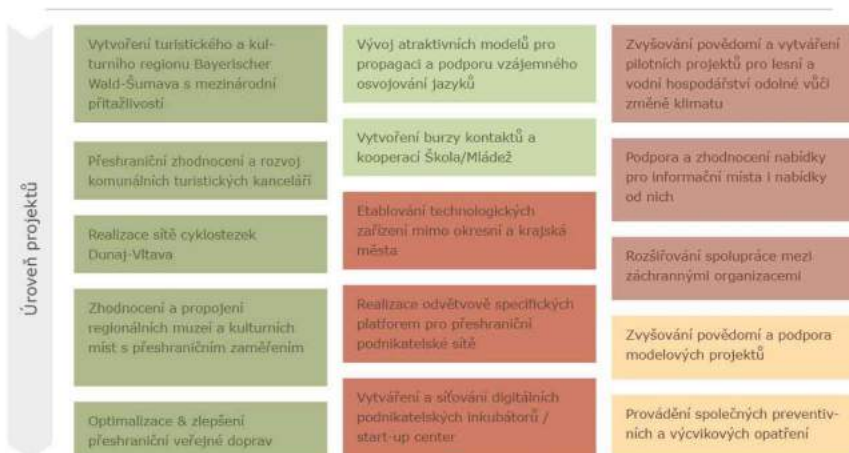 Úroveň projektů
Vytvoření turistického a kul-
turního regionu Bayerischer
Wald-Šumava s mezinárodní
přitažlivostí
Přeshraniční zhodnocení a rozvoj
komunálních turistických kanceláří
Realizace sítě cyklostezek
Dunaj-Vltava
Zhodnocení a propojení
regionálních muzeí a kulturních
míst s přeshraničním zaměřením
Optimalizace & zlepšení
přeshraniční veřejné doprav
Vývoj atraktivních modelů pro
propagaci a podporu vzájemného
osvojování jazyků
Vytvoření burzy kontaktů a
kooperací Škola/Mládež
Etablování technologických
zařízení mimo okresní a krajská
města
Realizace odvětvově specifických
platforem pro přeshraniční
podnikatelské sítě
Vytváření a síťování digitálních
podnikatelských inkubátorů /
start-up center
Zvyšování povědomí a vytváření
pilotních projektů pro lesní a
vodní hospodářství odolné vůči
změně klimatu
Podpora a zhodnocení nabídky
pro informační místa i nabídky
od nich
Rozšiřování spolupráce mezi
záchrannými organizacemi
Zvyšování povědomí a podpora
modelových projektů
Provádění společných preventiv-
ních a výcvikových opatření